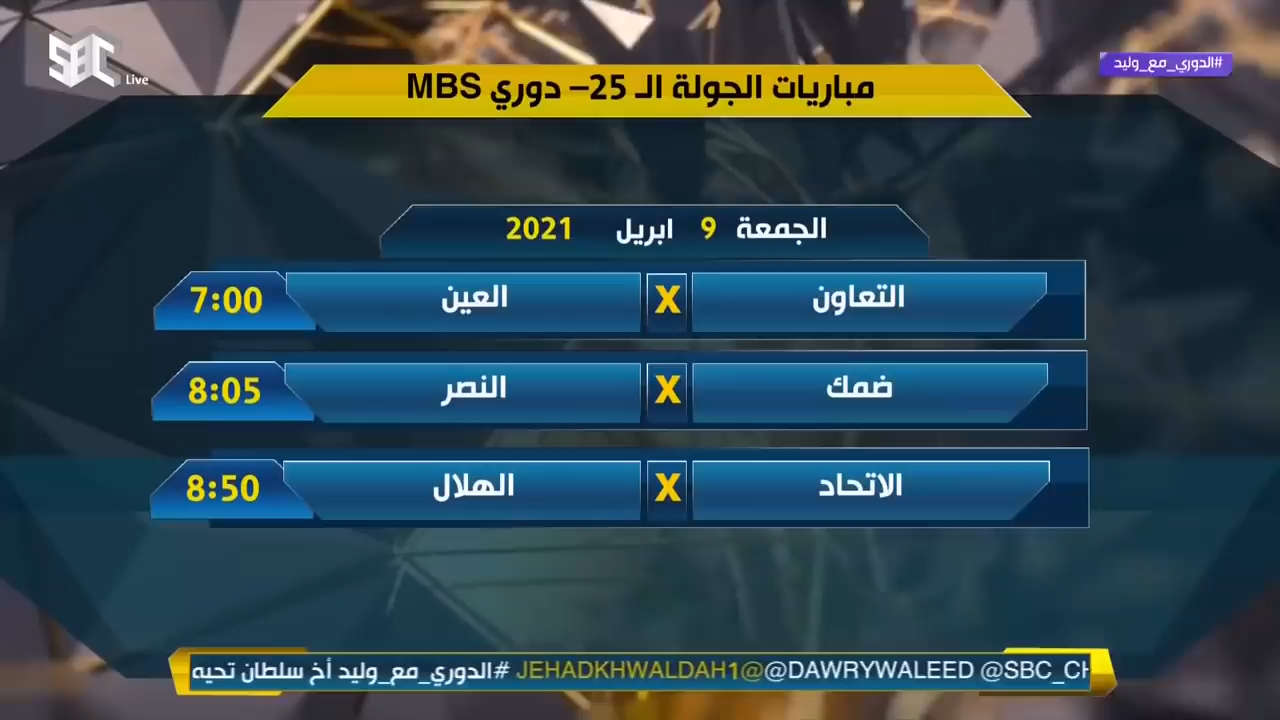 SBC Live
#الدوري_مع_وليد
مباريات الجولة الـ 25– دوري MBS
الجمعة 9 ابريل 2021
التعاون X العين 7:00
ضمك X النصر 8:05
الاتحاد X الهلال 8:50
@SBC_CH @DAWRYWALEED @JEHADKHWALDAH1 #الدوري_مع_وليد أخ سلطان تحيه